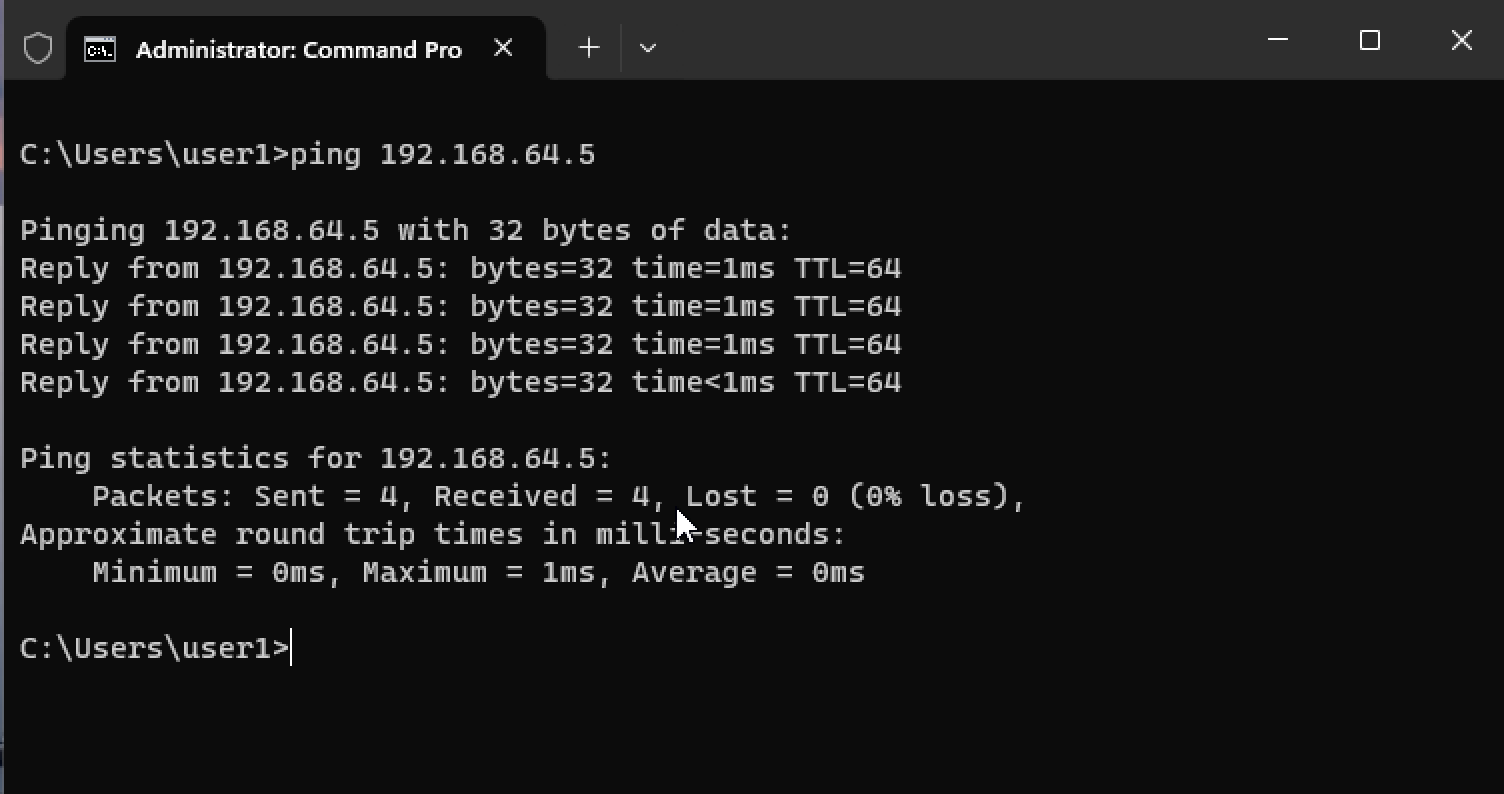 Administrator: Command Pro
C:\Users\user1>ping 192.168.64.5
Pinging 192.168.64.5 with 32 bytes of data:
Reply from 192.168.64.5: bytes=32 time=1ms TTL=64
Reply from 192.168.64.5: bytes=32 time=1ms TTL=64
Reply from 192.168.64.5: bytes=32 time=1ms TTL=64
Reply from 192.168.64.5: bytes=32 time<1ms TTL=64
Ping statistics for 192.168.64.5:
    Packets: Sent = 4, Received = 4, Lost = 0 (0% loss),
Approximate round trip times in milli-seconds:
    Minimum = 0ms, Maximum = 1ms, Average = 0ms
C:\Users\user1>